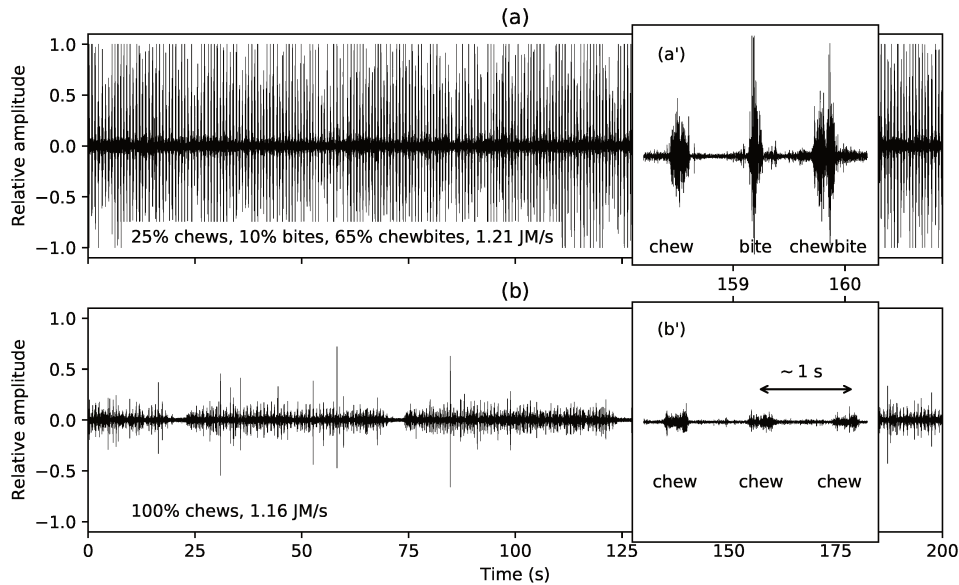 (a)
1.0
0.5
0.0
−0.5
−1.0
Relative amplitude
25% chews, 10% bites, 65% chewbites, 1.21 JM/s
(a')
chew bite chewbite
159 160
(b)
1.0
0.5
0.0
−0.5
−1.0
Relative amplitude
100% chews, 1.16 JM/s
(b')
~ 1 s
chew chew chew
0 25 50 75 100 125 150 175 200
Time (s)